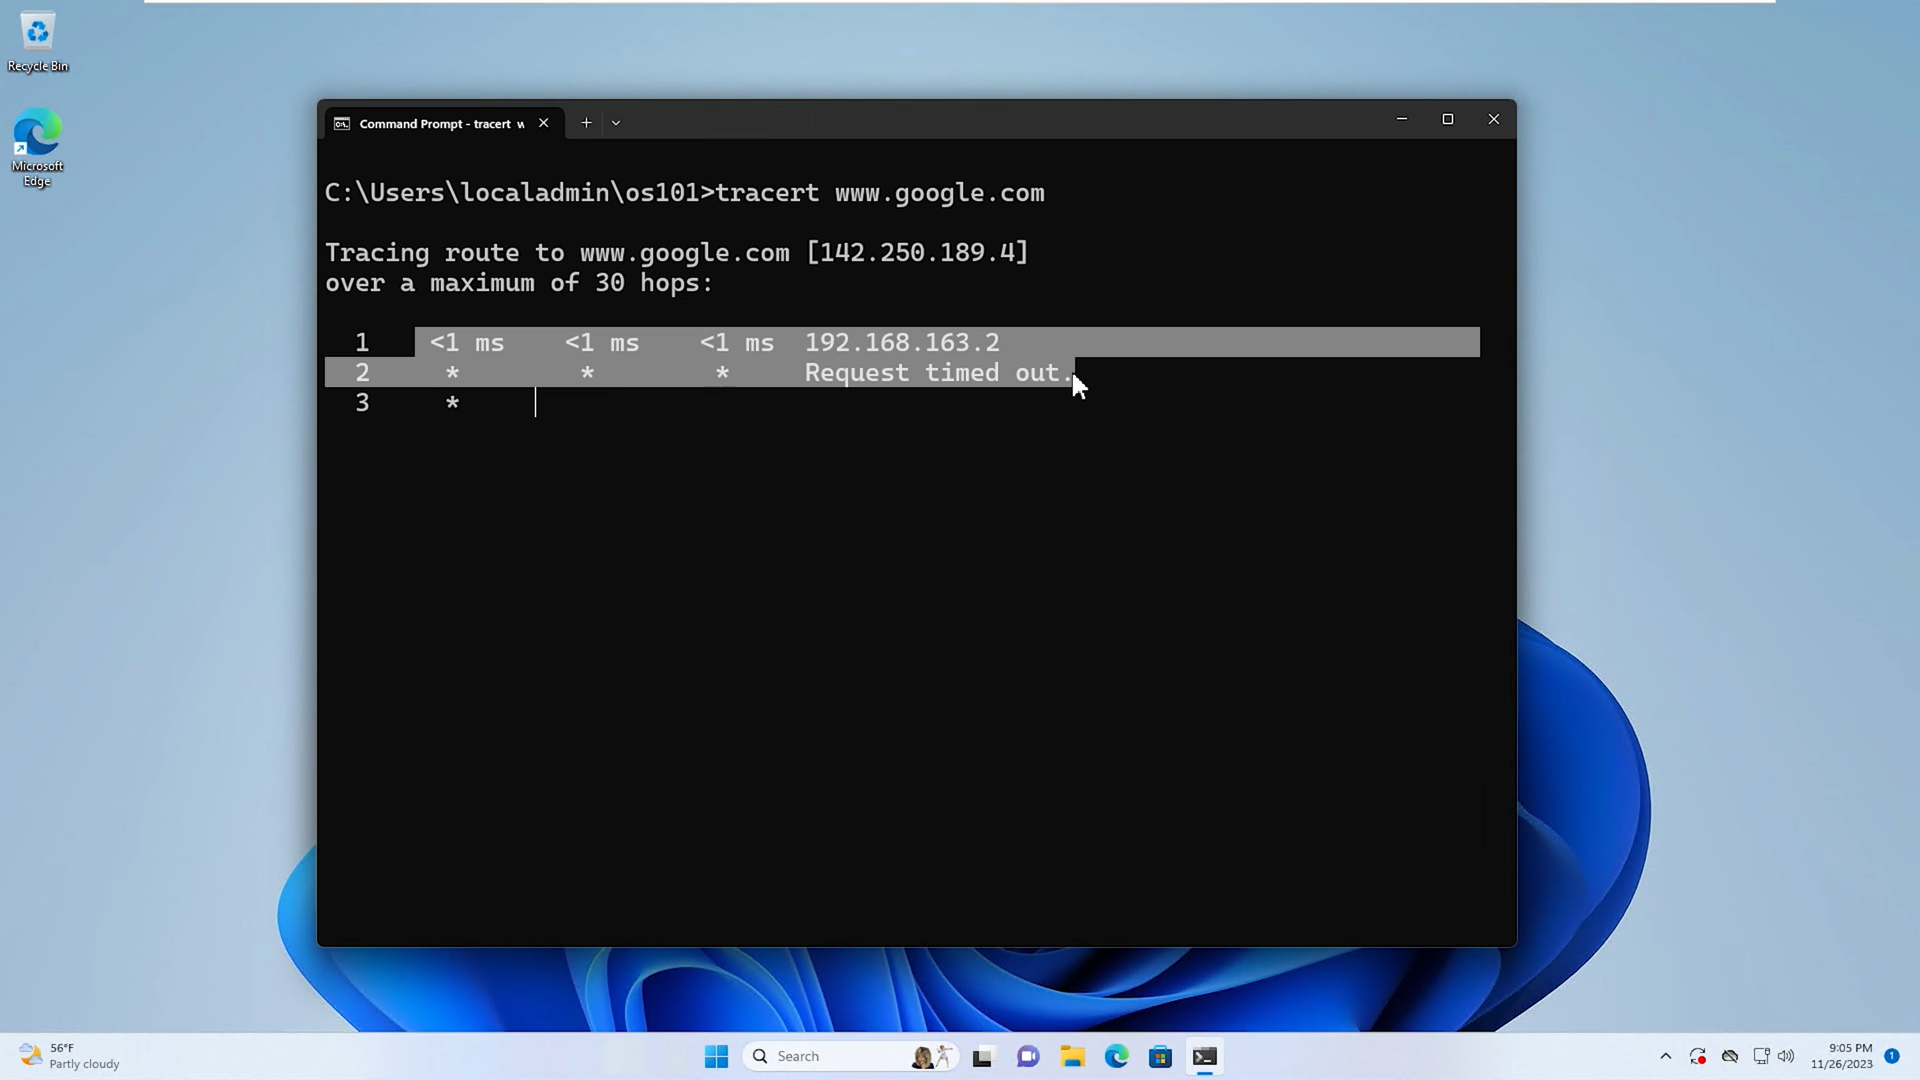 Recycle Bin
Microsoft
Edge
Command Prompt - tracert w
C:\Users\localadmin\os101>tracert www.google.com
Tracing route to www.google.com [142.250.189.4]
over a maximum of 30 hops:
1 <1 ms <1 ms <1 ms 192.168.163.2
2 * * * Request timed out.
3 *
56°F
Partly cloudy
Search
9:05 PM
11/26/2023
1